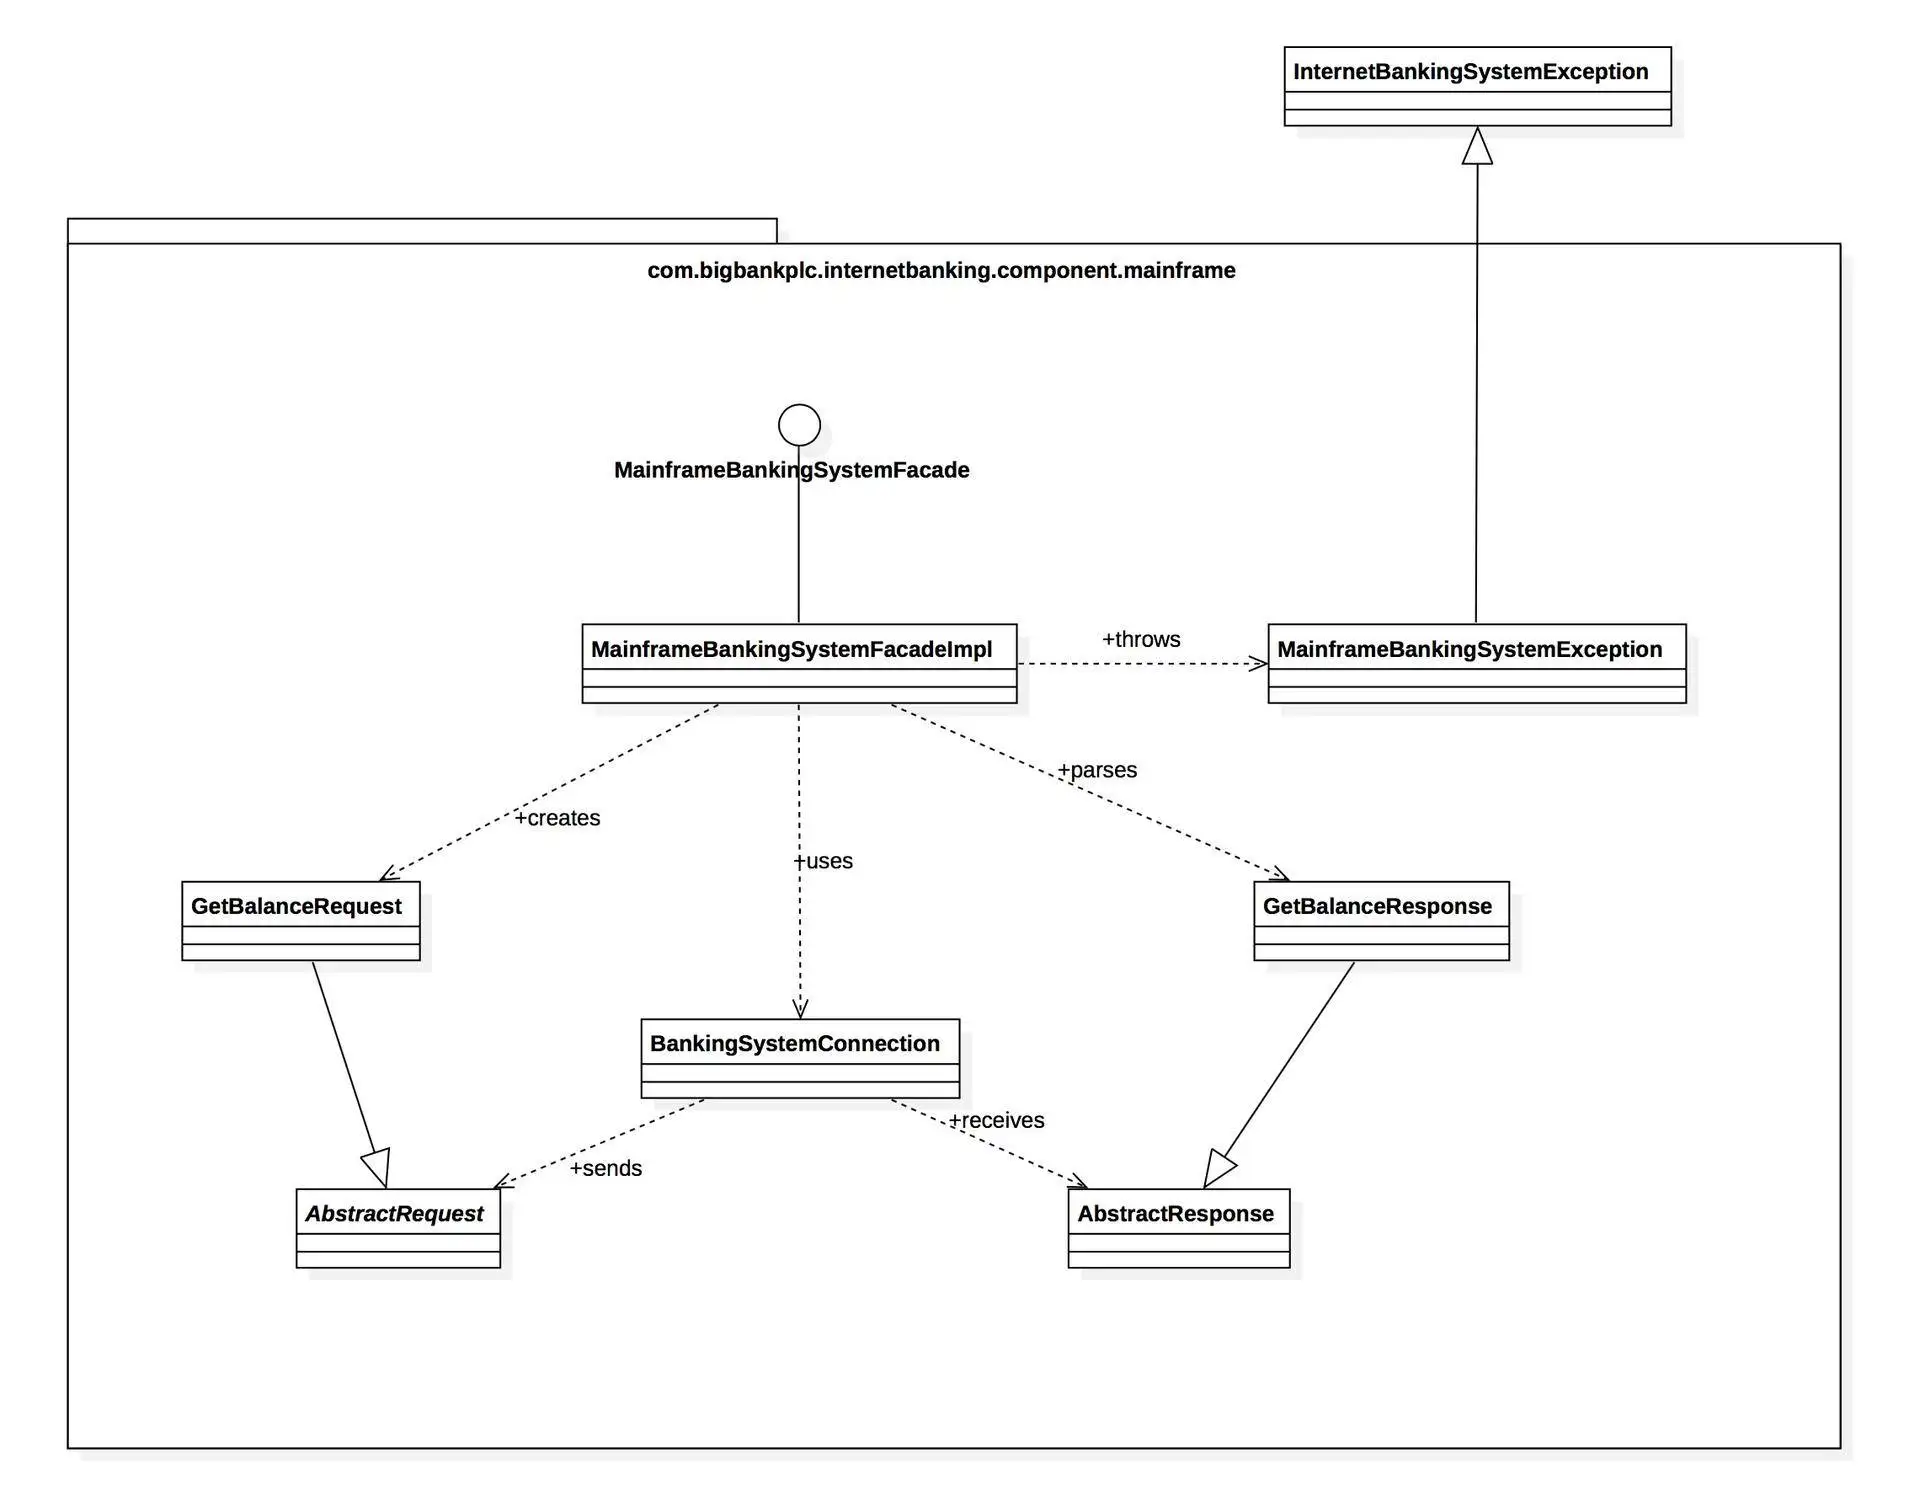 InternetBankingSystemException
com.bigbankplc.internetbanking.component.mainframe
MainframeBankingSystemFacade
MainframeBankingSystemFacadeImpl
+throws
MainframeBankingSystemException
+parses
+creates
+uses
GetBalanceRequest
GetBalanceResponse
BankingSystemConnection
+receives
+sends
AbstractRequest
AbstractResponse